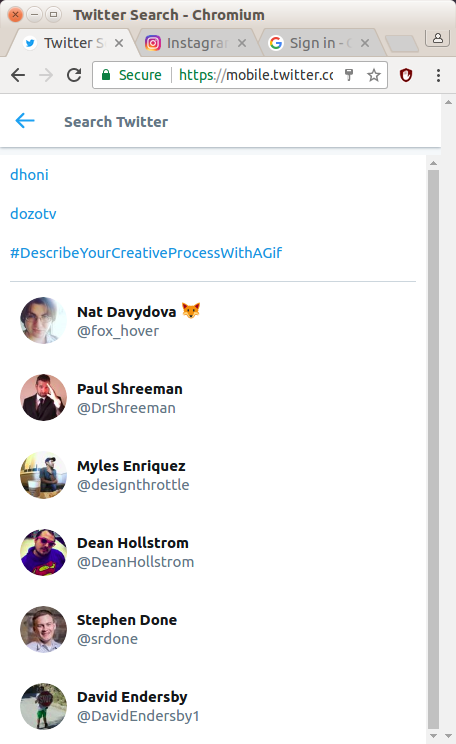 Twitter Search - Chromium
Twitter S
Instagra
Sign in - G
Secure
https://mobile.twitter.co
Search Twitter
dhoni
dozotv
#DescribeYourCreativeProcessWithAGif
Nat Davydova
@fox_hover
Paul Shreeman
@DrShreeman
Myles Enriquez
@designthrottle
Dean Hollstrom
@DeanHollstrom
Stephen Done
@srdone
David Endersby
@DavidEndersby1